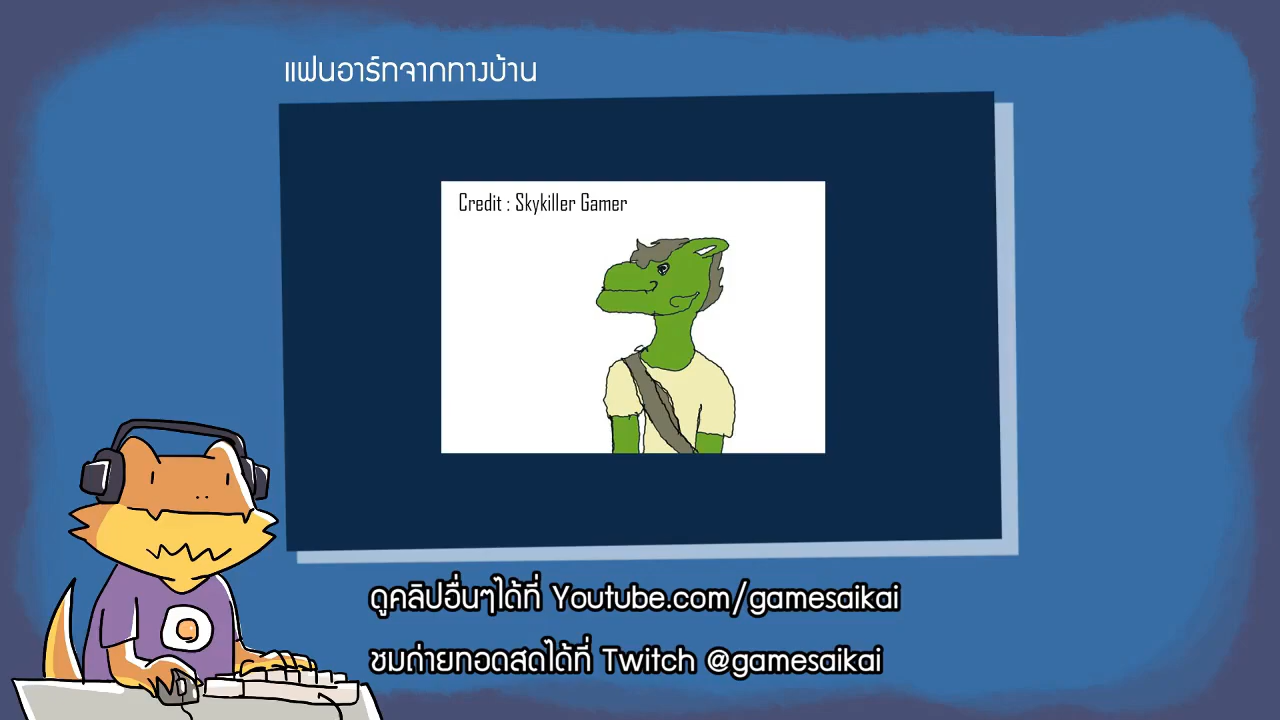 แฟนอาร์ทจากทางบ้าน
Credit : Skykiller Gamer
ดูคลิปอื่นๆได้ที่ Youtube.com/gamesaikai
ชมถ่ายทอดสดได้ที่ Twitch @gamesaikai